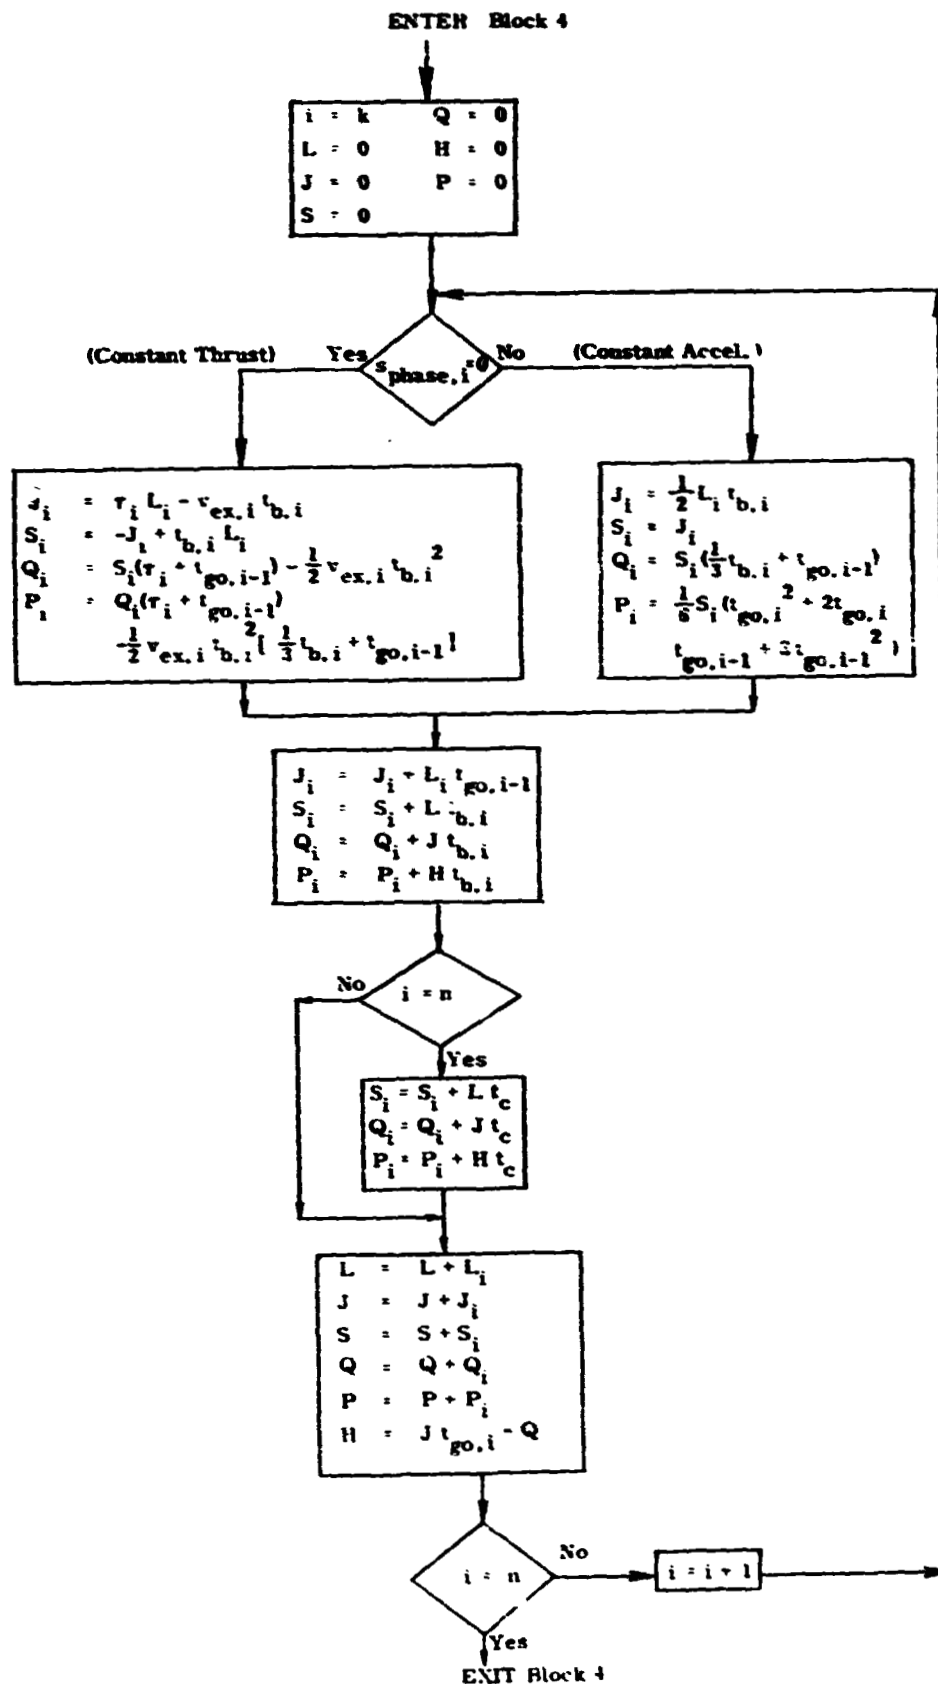 ENTER Block 4
i = k Q = 0
L = 0 H = 0
J = 0 P = 0
S = 0
(Constant Thrust) Yes s_phase,i=0 No (Constant Accel.)
J_i = τ_i L_i - v_ex,i t_b,i
S_i = -J_i + t_b,i L_i
Q_i = S_i(τ_i + t_go,i-1) - 1/2 v_ex,i t_b,i^2
P_i = Q_i(τ_i + t_go,i-1)
-1/2 v_ex,i t_b,i^2[ 1/3 t_b,i + t_go,i-1]
J_i = 1/2 L_i t_b,i
S_i = J_i
Q_i = S_i(1/3 t_b,i + t_go,i-1)
P_i = 1/6 S_i (t_go,i^2 + 2t_go,i
t_go,i-1 + 3t_go,i-1^2)
J_i = J_i + L_i t_go,i-1
S_i = S_i + L t_b,i
Q_i = Q_i + J t_b,i
P_i = P_i + H t_b,i
No i = n
Yes
S_i = S_i + L t_c
Q_i = Q_i + J t_c
P_i = P_i + H t_c
L = L + L_i
J = J + J_i
S = S + S_i
Q = Q + Q_i
P = P + P_i
H = J t_go,i - Q
i = n No i = i + 1
Yes
EXIT Block 4